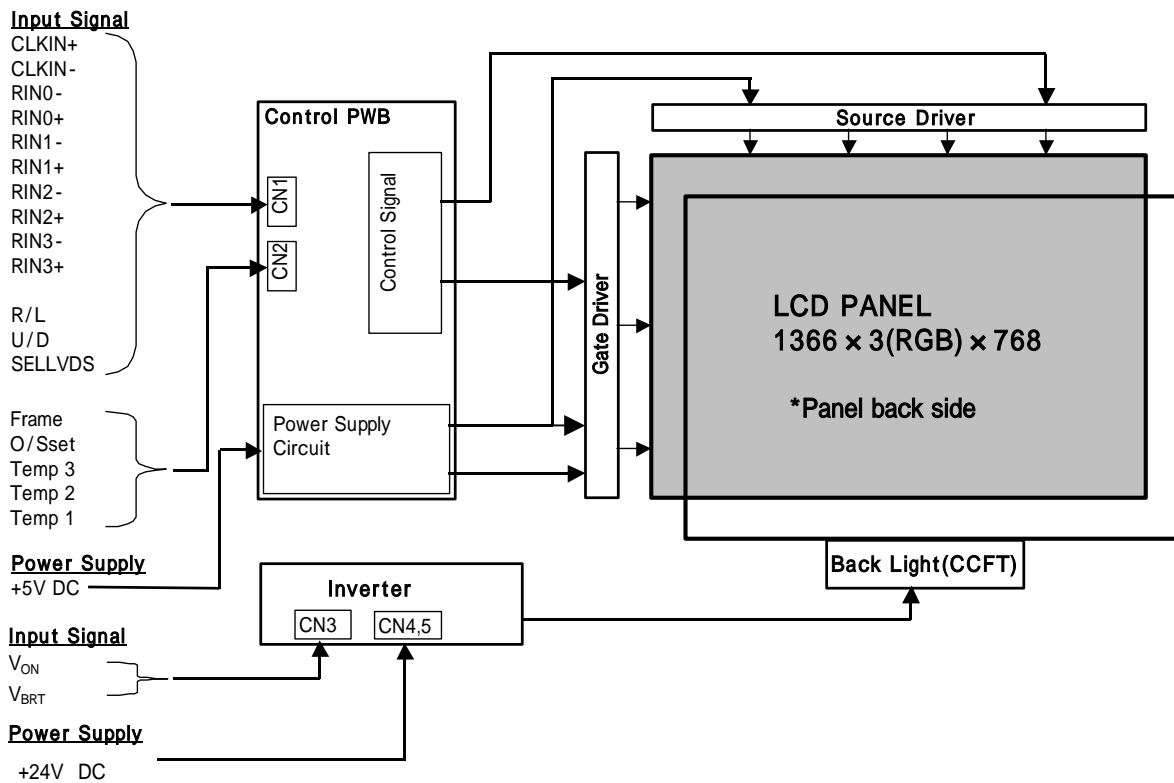 Input Signal
CLKIN+
CLKIN-
RIN0-
RIN0+
RIN1-
RIN1+
RIN2-
RIN2+
RIN3-
RIN3+
R/L
U/D
SELLVDS
Frame
O/Sset
Temp 3
Temp 2
Temp 1
Power Supply
+5V DC
Input Signal
VON
VBRT
Power Supply
+24V DC
Control PWB
CN1
CN2
Control Signal
Power Supply
Circuit
Inverter
CN3
CN4,5
Gate Driver
Source Driver
LCD PANEL
1366 × 3(RGB) × 768
*Panel back side
Back Light(CCFT)